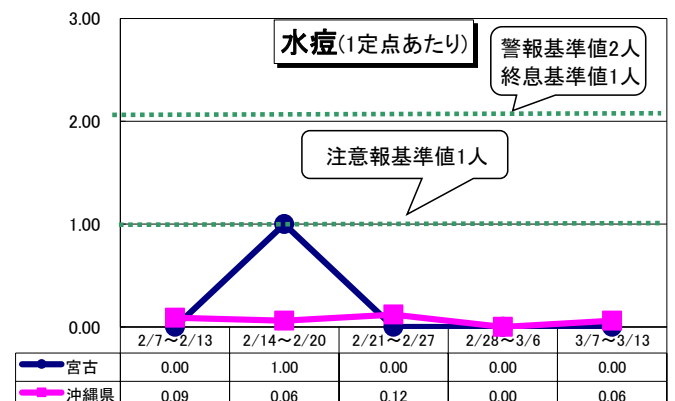 3.00
水痘(1定点あたり)
警報基準値2人
終息基準値1人
2.00
注意報基準値1人
1.00
0.00
2/7～2/13 2/14～2/20 2/21～2/27 2/28～3/6 3/7～3/13
宮古 0.00 1.00 0.00 0.00 0.00
沖縄県 0.09 0.06 0.12 0.00 0.06